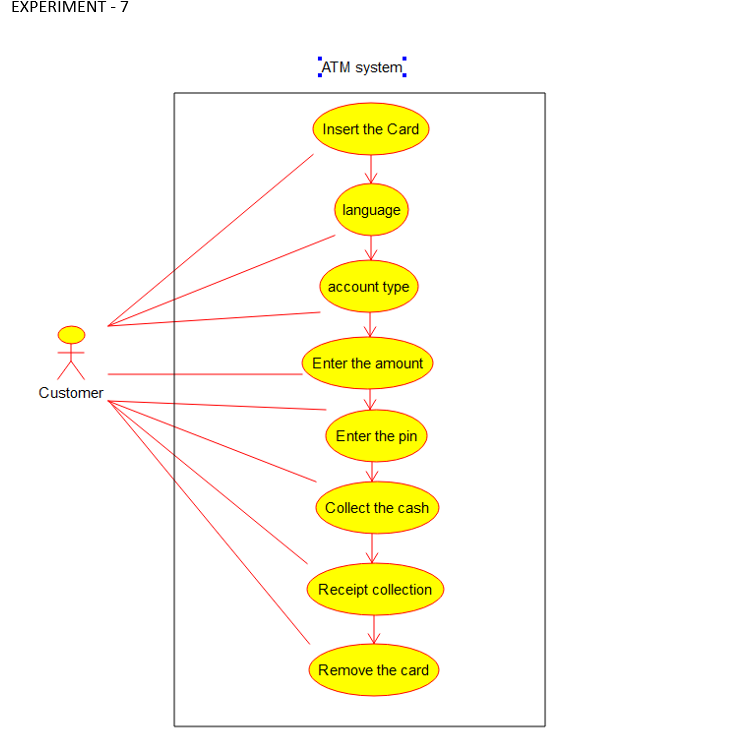 EXPERIMENT - 7
ATM system
Insert the Card
language
account type
Enter the amount
Customer
Enter the pin
Collect the cash
Receipt collection
Remove the card